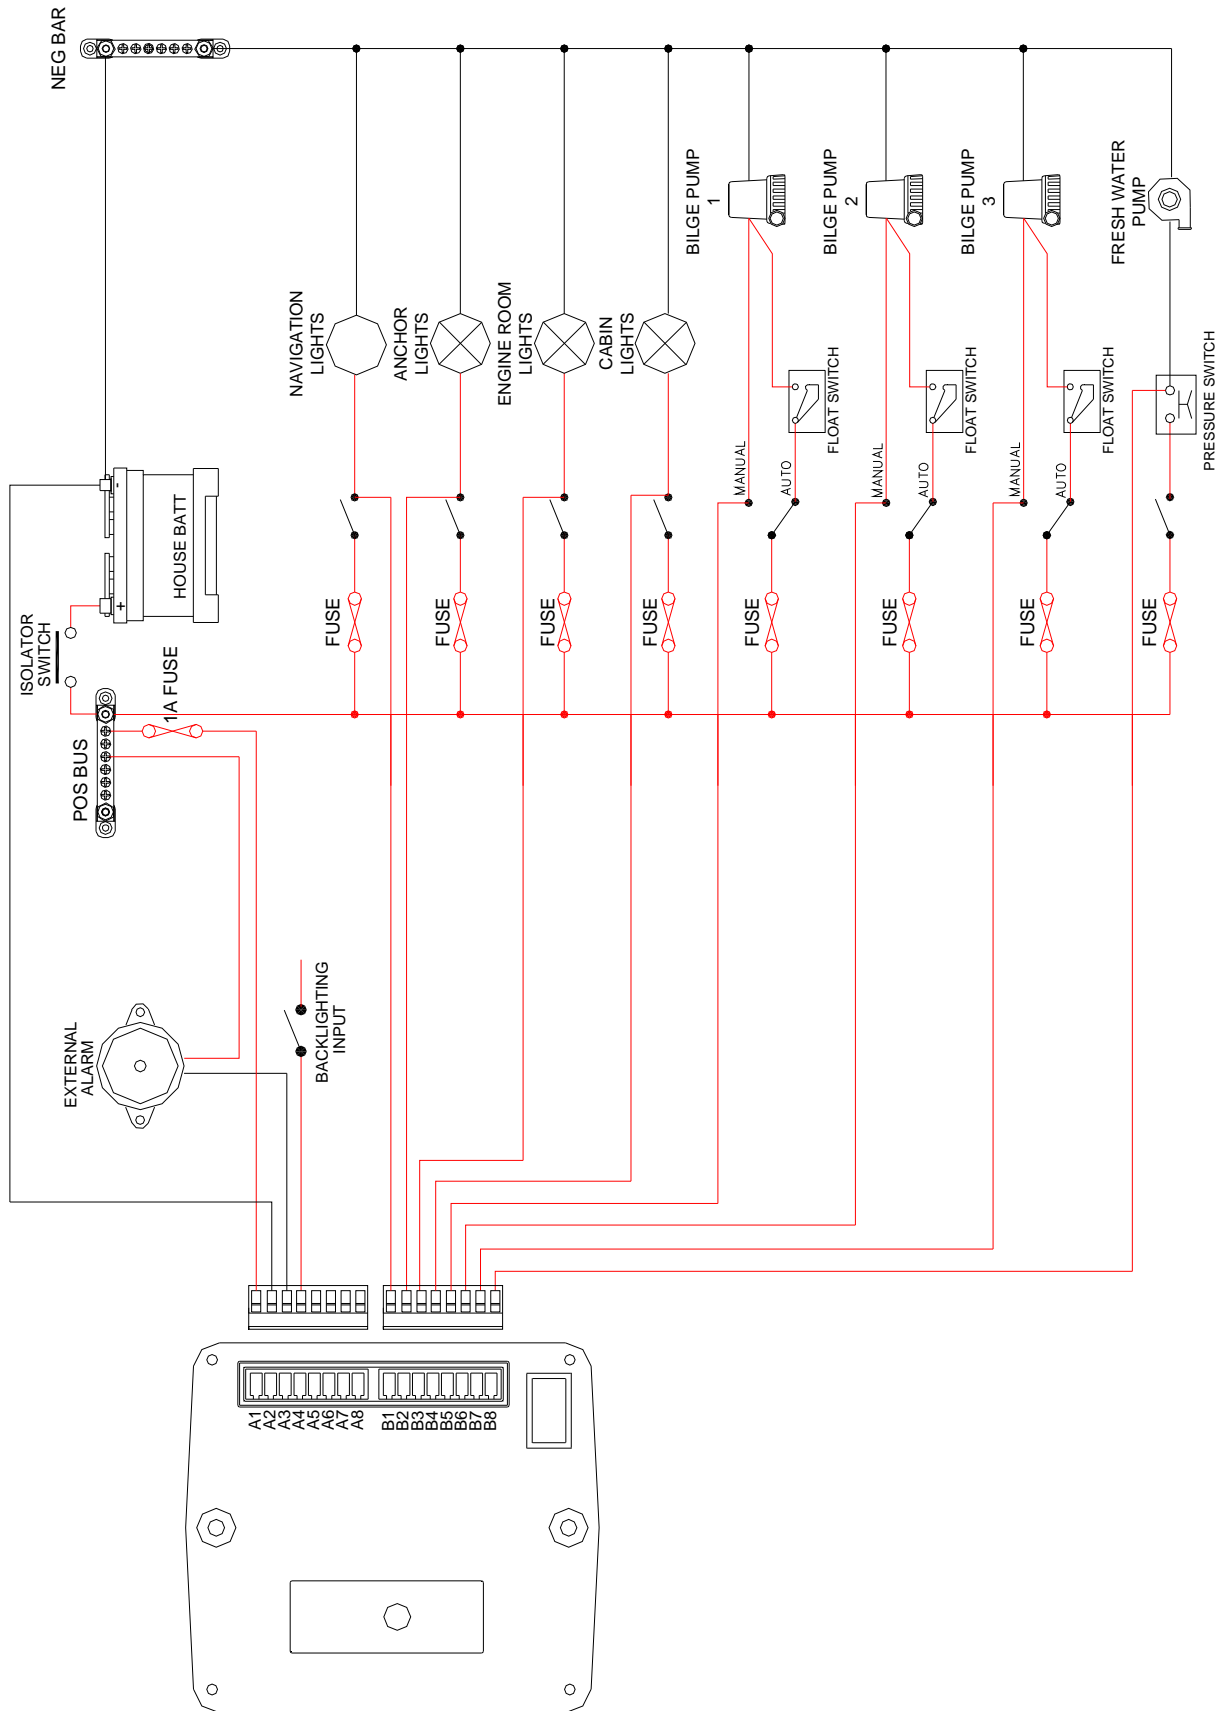 NEG BAR
BILGE PUMP
1
BILGE PUMP
2
BILGE PUMP
3
FRESH WATER
PUMP
NAVIGATION
LIGHTS
ANCHOR
LIGHTS
ENGINE ROOM
LIGHTS
CABIN
LIGHTS
FLOAT SWITCH
FLOAT SWITCH
FLOAT SWITCH
PRESSURE SWITCH
MANUAL
AUTO
MANUAL
AUTO
MANUAL
AUTO
HOUSE BATT
+
-
ISOLATOR
SWITCH
1A FUSE
POS BUS
FUSE
FUSE
FUSE
FUSE
FUSE
FUSE
FUSE
FUSE
EXTERNAL
ALARM
BACKLIGHTING
INPUT
A1
A2
A3
A4
A5
A6
A7
A8
B1
B2
B3
B4
B5
B6
B7
B8